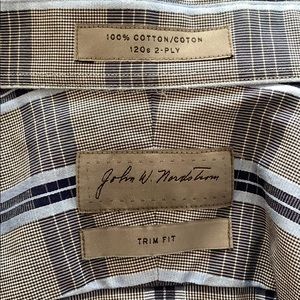 100% COTTON/COTON
120s 2-PLY
John W. Nordstrom
TRIM FIT